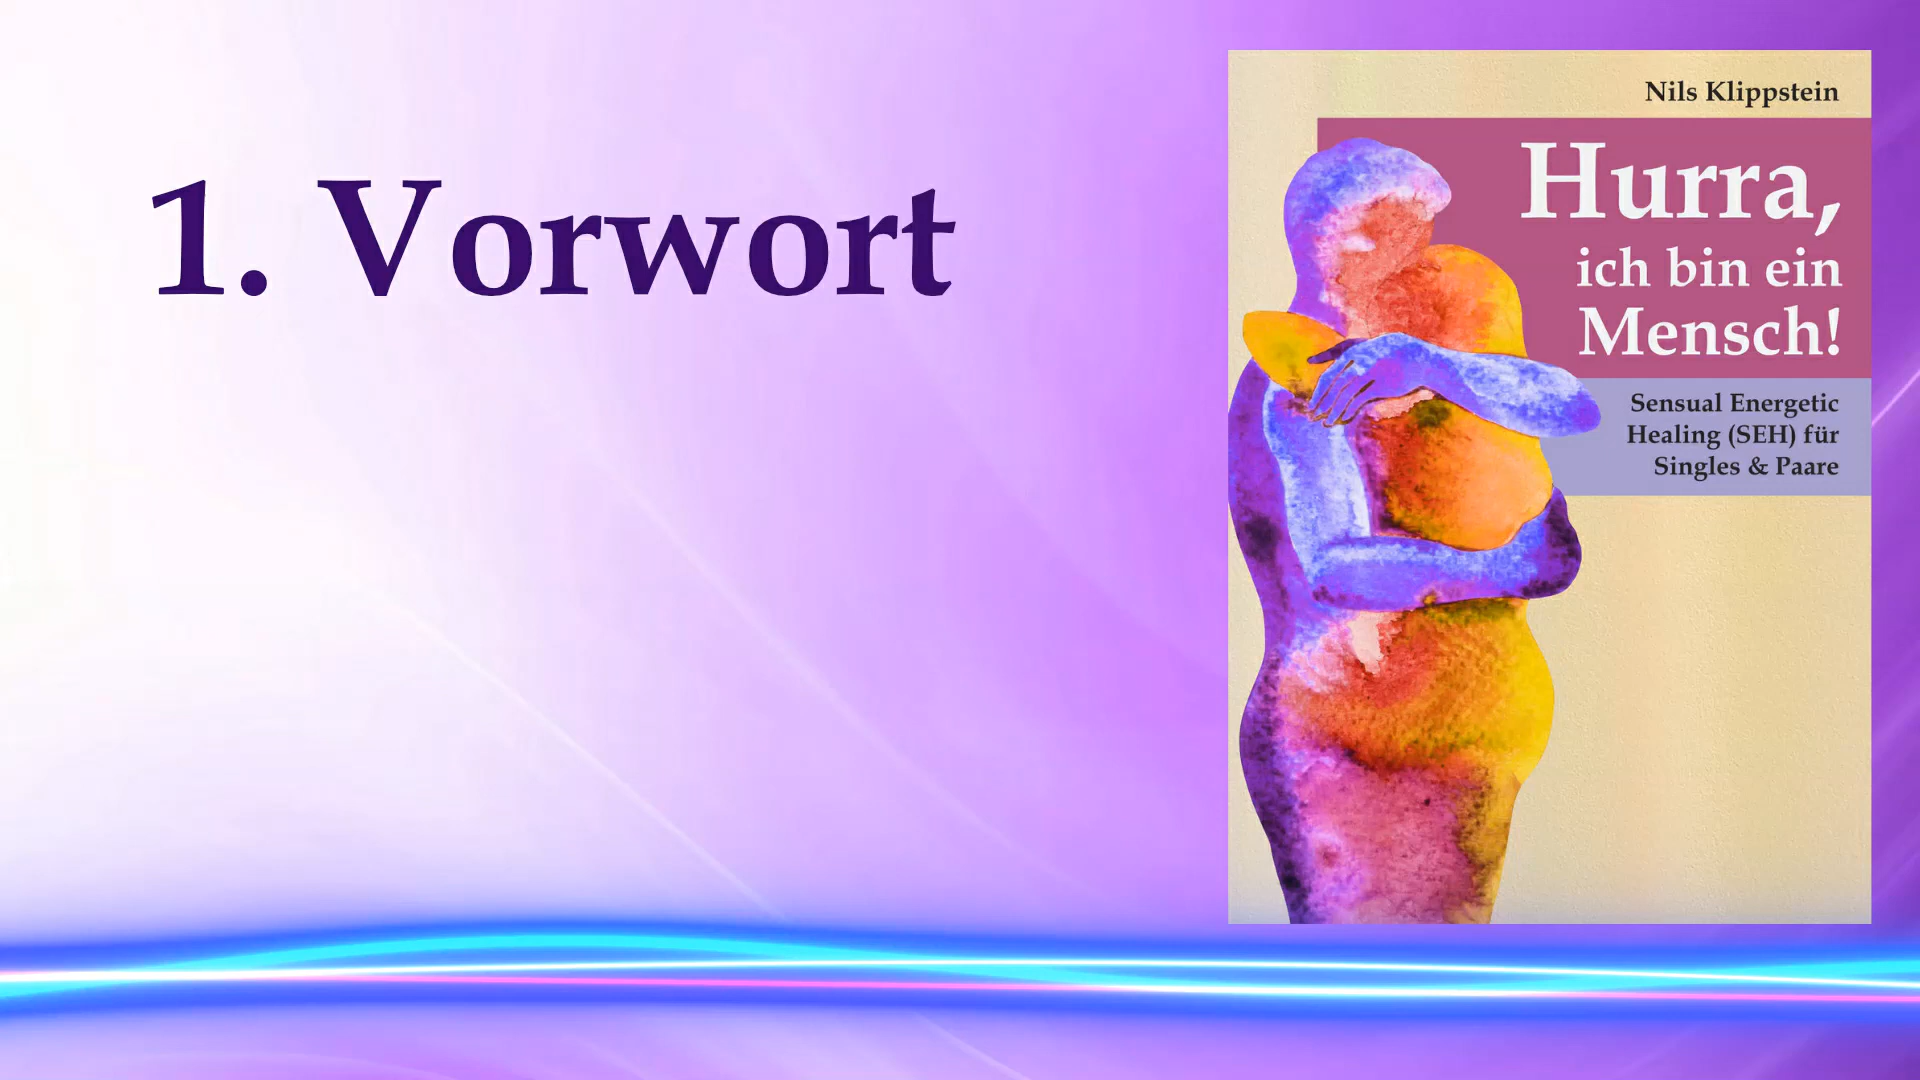 1. Vorwort
Nils Klippstein
Hurra,
ich bin ein
Mensch!
Sensual Energetic
Healing (SEH) für
Singles & Paare